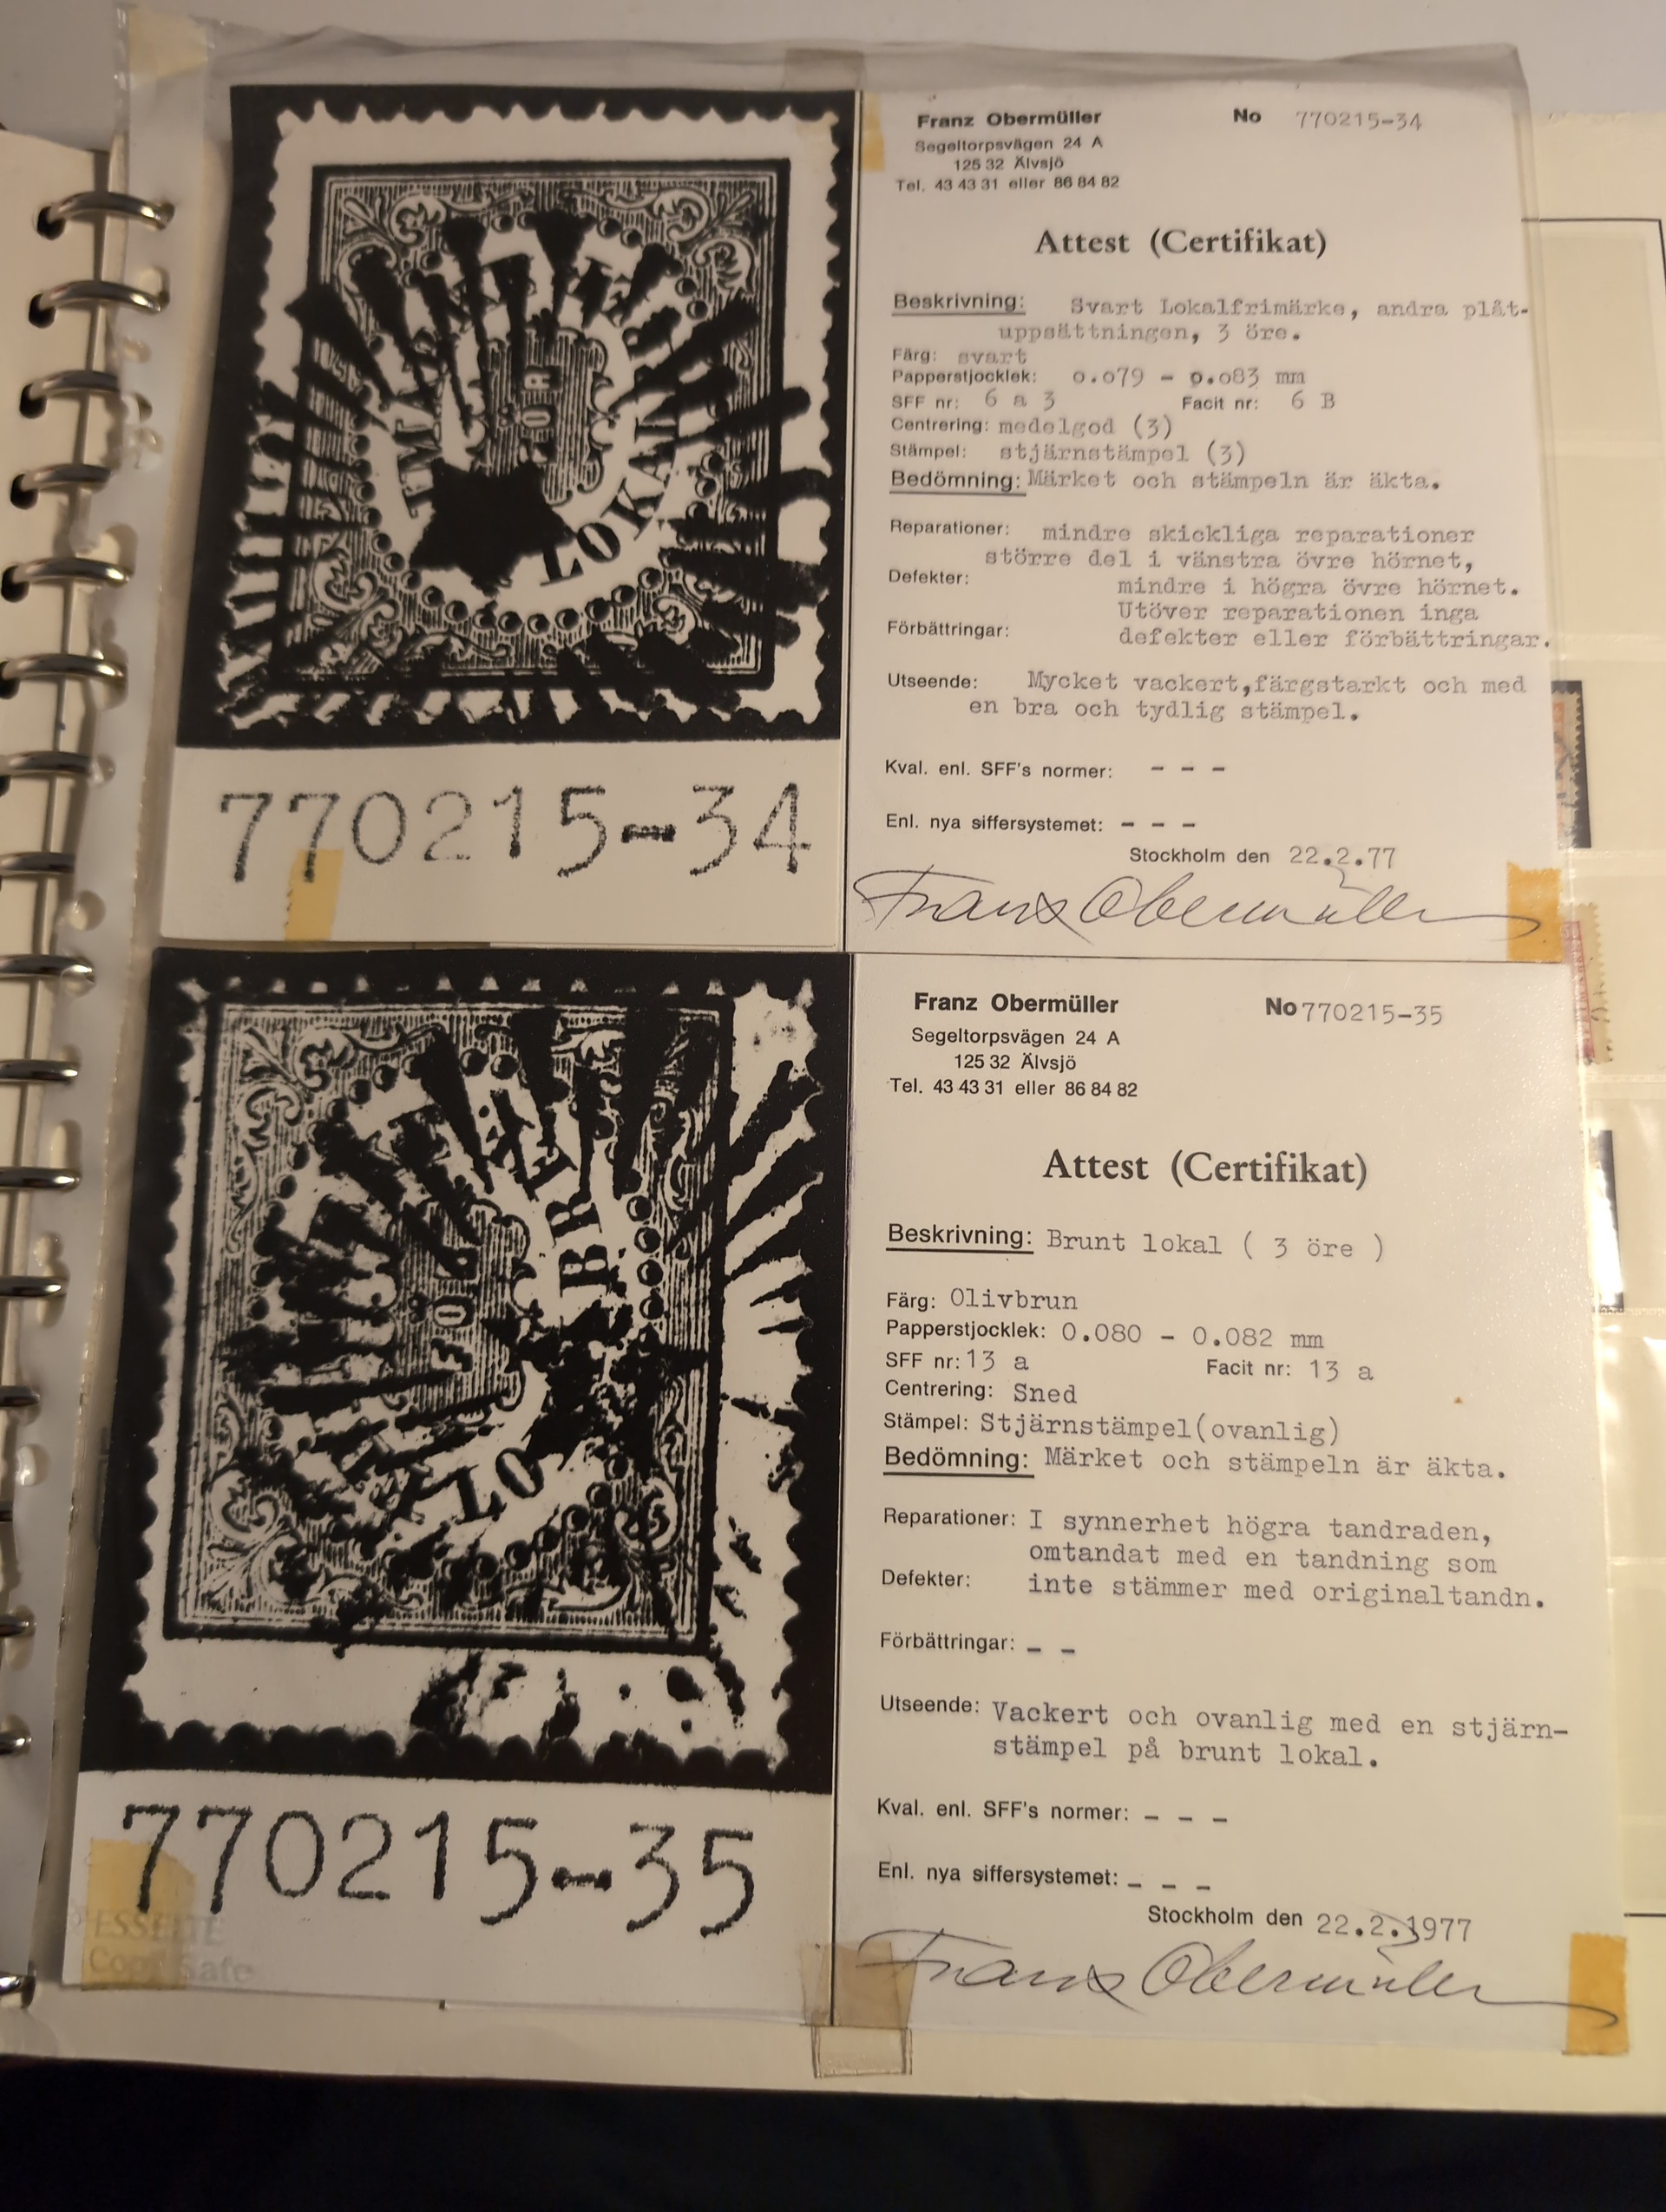 Franz Obermüller
No 770215-34
Segeltorpsvägen 24 A
125 32 Älvsjö
Tel. 43 43 31 eller 86 84 82
Attest (Certifikat)
Beskrivning: Svart Lokalfrimärke, andra plåt-
uppsättningen, 3 öre.
Färg: svart
Papperstjocklek: 0.079 - 0.083 mm
SFF nr: 6 a 3 Facit nr: 6 B
Centrering: medelgod (3)
Stämpel: stjärnstämpel (3)
Bedömning: Märket och stämpeln är äkta.
Reparationer: mindre skickliga reparationer
större del i vänstra övre hörnet,
Defekter: mindre i högra övre hörnet.
Utöver reparationen inga
Förbättringar: defekter eller förbättringar.
Utseende: Mycket vackert,färgstarkt och med
en bra och tydlig stämpel.
Kval. enl. SFF's normer: - - -
Enl. nya siffersystemet: - - -
Stockholm den 22.2.77
Franz Obermüller
LOKAL
770215-34
Franz Obermüller
No 770215-35
Segeltorpsvägen 24 A
125 32 Älvsjö
Tel. 43 43 31 eller 86 84 82
Attest (Certifikat)
Beskrivning: Brunt lokal ( 3 öre )
Färg: Olivbrun
Papperstjocklek: 0.080 - 0.082 mm
SFF nr: 13 a Facit nr: 13 a
Centrering: Sned
Stämpel: Stjärnstämpel(ovanlig)
Bedömning: Märket och stämpeln är äkta.
Reparationer: I synnerhet högra tandraden,
omtandat med en tandning som
Defekter: inte stämmer med originaltandn.
Förbättringar: - -
Utseende: Vackert och ovanlig med en stjärn-
stämpel på brunt lokal.
Kval. enl. SFF's normer: - - -
Enl. nya siffersystemet: - - -
Stockholm den 22.2.1977
Franz Obermüller
LO
770215-35
ESSELTE
Copy Safe